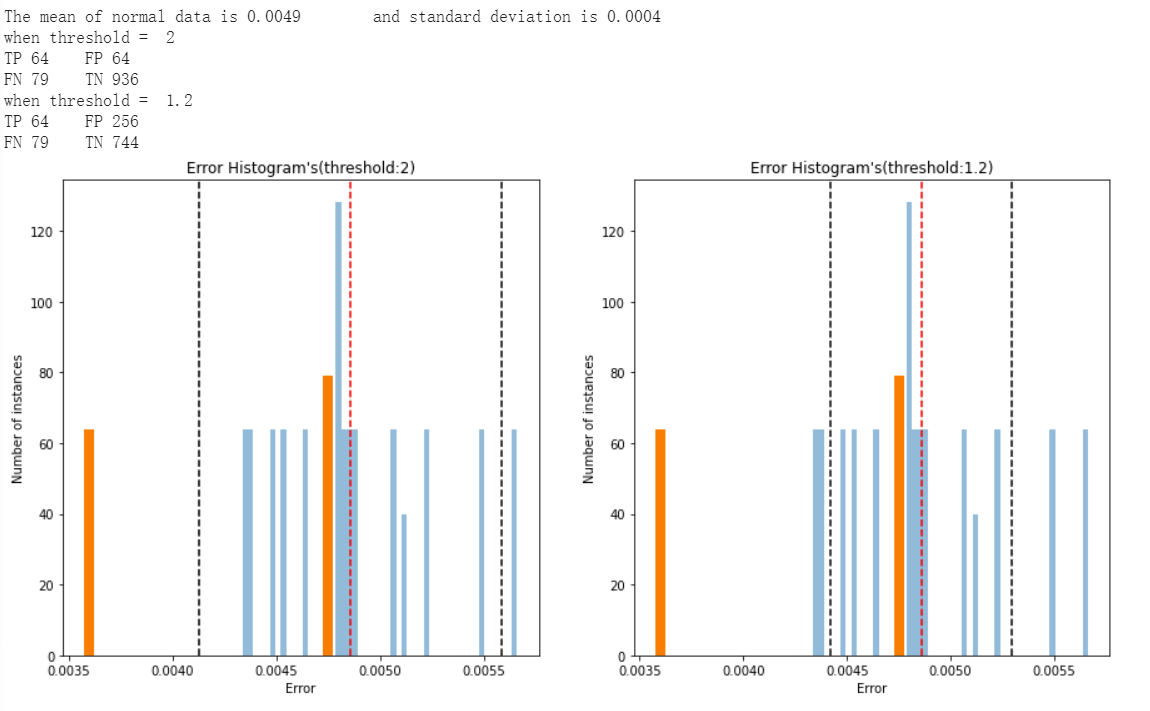 The mean of normal data is 0.0049 and standard deviation is 0.0004
when threshold = 2
TP 64 FP 64
FN 79 TN 936
when threshold = 1.2
TP 64 FP 256
FN 79 TN 744
Error Histogram's(threshold:2)
Number of instances
120
100
80
60
40
20
0
0.0035 0.0040 0.0045 0.0050 0.0055
Error
Error Histogram's(threshold:1.2)
Number of instances
120
100
80
60
40
20
0
0.0035 0.0040 0.0045 0.0050 0.0055
Error